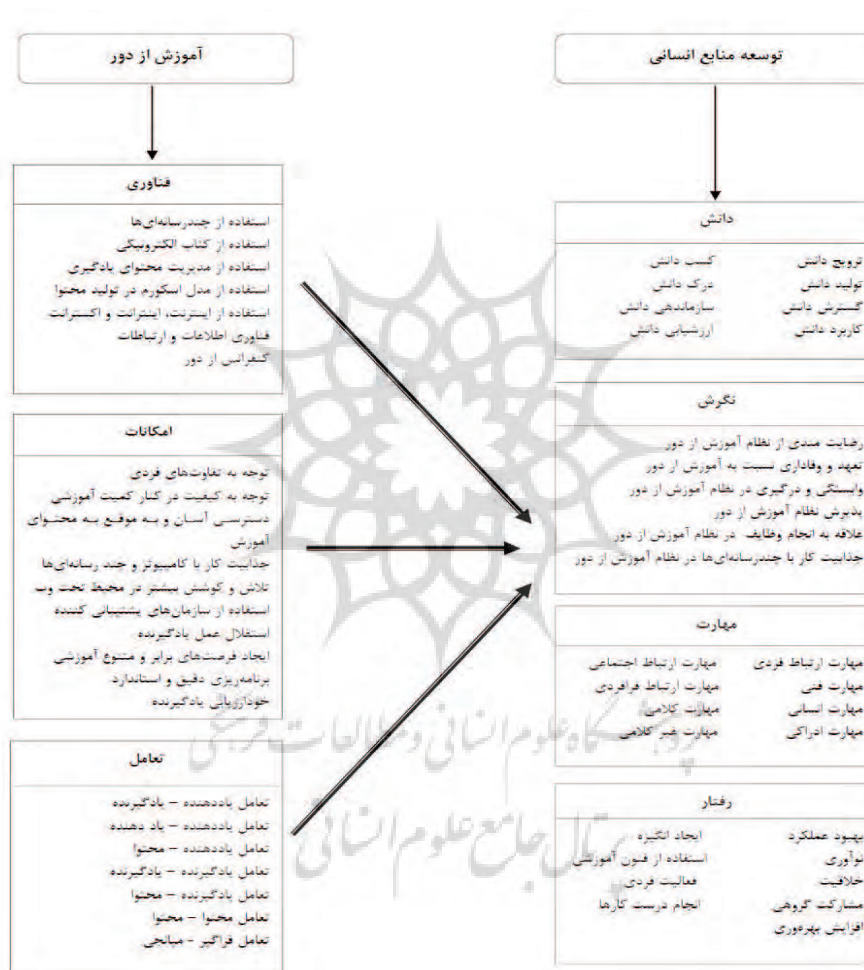 توسعه منابع انسانی
دانش
ترویج دانش
تولید دانش
گسترش دانش
کاربرد دانش
کسب دانش
درک دانش
سازماندهی دانش
ارزشیابی دانش
نگرش
رضایت مندی از نظام آموزش از دور
تعهد و وفاداری نسبت به آموزش از دور
وابستگی و درگیری در نظام آموزش از دور
پذیرش نظام آموزش از دور
علاقه به انجام وظایف در نظام آموزش از دور
جذابیت کار با چندرسانه‌ای‌ها در نظام آموزش از دور
مهارت
مهارت ارتباط فردی
مهارت فنی
مهارت انسانی
مهارت ادراکی
مهارت ارتباط اجتماعی
مهارت ارتباط فرافردی
مهارت کلامی
مهارت غیر کلامی
رفتار
بهبود عملکرد
نوآوری
خلاقیت
مشارکت گروهی
افزایش بهره‌وری
ایجاد انگیزه
استفاده از فنون آموزشی
فعالیت فردی
انجام درست کارها
آموزش از دور
فناوری
استفاده از چندرسانه‌ای‌ها
استفاده از کتاب الکترونیکی
استفاده از مدیریت محتوای یادگیری
استفاده از مدل اسکورم در تولید محتوا
استفاده از اینترنت، اینترانت و اکسترانت
فناوری اطلاعات و ارتباطات
کنفرانس از دور
امکانات
توجه به تفاوت‌های فردی
توجه به کیفیت در کنار کمیت آموزشی
دسترسی آسان و به موقع به محتوای
آموزش
جذابیت کار با کامپیوتر و چند رسانه‌ای‌ها
تلاش و کوشش بیشتر در محیط تحت وب
استفاده از سازمان‌های پشتیبانی کننده
استقلال عمل یادگیرنده
ایجاد فرصت‌های برابر و متنوع آموزشی
برنامه‌ریزی دقیق و استاندارد
خودارزیابی یادگیرنده
تعامل
تعامل یاددهنده – یادگیرنده
تعامل یاددهنده – یاد دهنده
تعامل یاددهنده – محتوا
تعامل یادگیرنده – یادگیرنده
تعامل یادگیرنده – محتوا
تعامل محتوا – محتوا
تعامل فراگیر - میانجی
پژوهشگاه علوم انسانی و مطالعات فرهنگی
پرتال جامع علوم انسانی